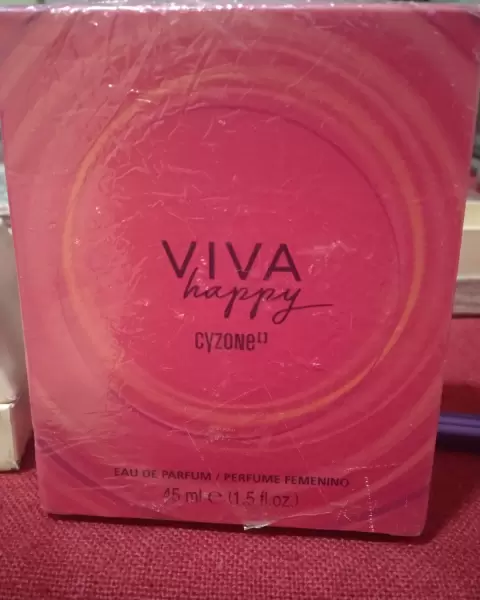 VIVA
happy
cyzone[]
EAU DE PARFUM / PERFUME FEMENINO
45 ml e (1.5 fl.oz.)